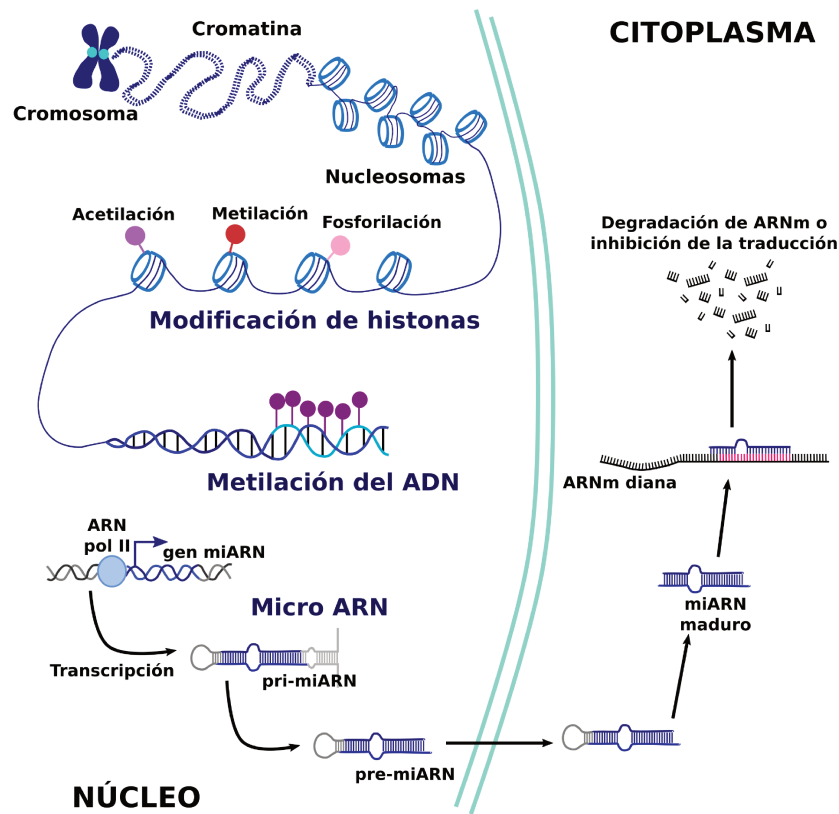 CITOPLASMA
Cromatina
Cromosoma
Nucleosomas
Acetilación
Metilación
Fosforilación
Degradación de ARNm o
inhibición de la traducción
Modificación de histonas
Metilación del ADN
ARNm diana
ARN
pol II
gen miARN
Micro ARN
miARN
maduro
Transcripción
pri-miARN
pre-miARN
NÚCLEO